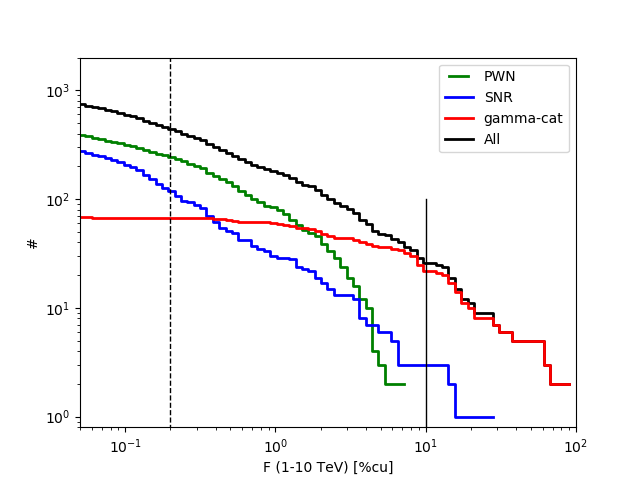 PWN
SNR
gamma-cat
All
#
10³
10²
10¹
10⁰
10⁻¹ 10⁰ 10¹ 10²
F (1-10 TeV) [%cu]